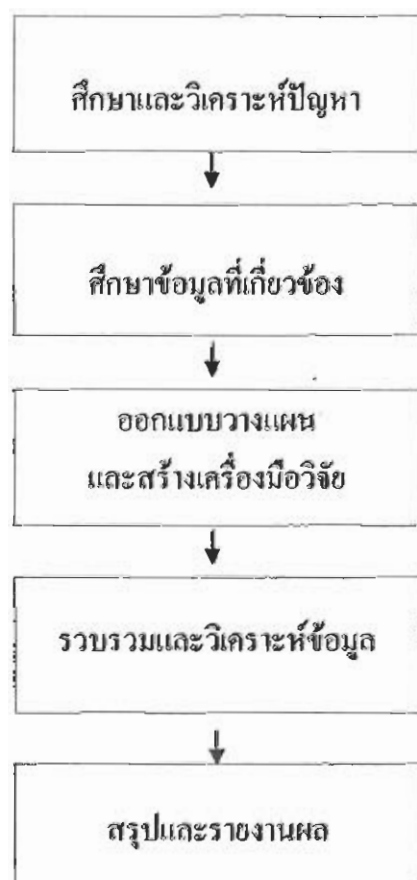 ศึกษาและวิเคราะห์ปัญหา
ศึกษาข้อมูลที่เกี่ยวข้อง
ออกแบบวางแผน
และสร้างเครื่องมือวิจัย
รวบรวมและวิเคราะห์ข้อมูล
สรุปและรายงานผล